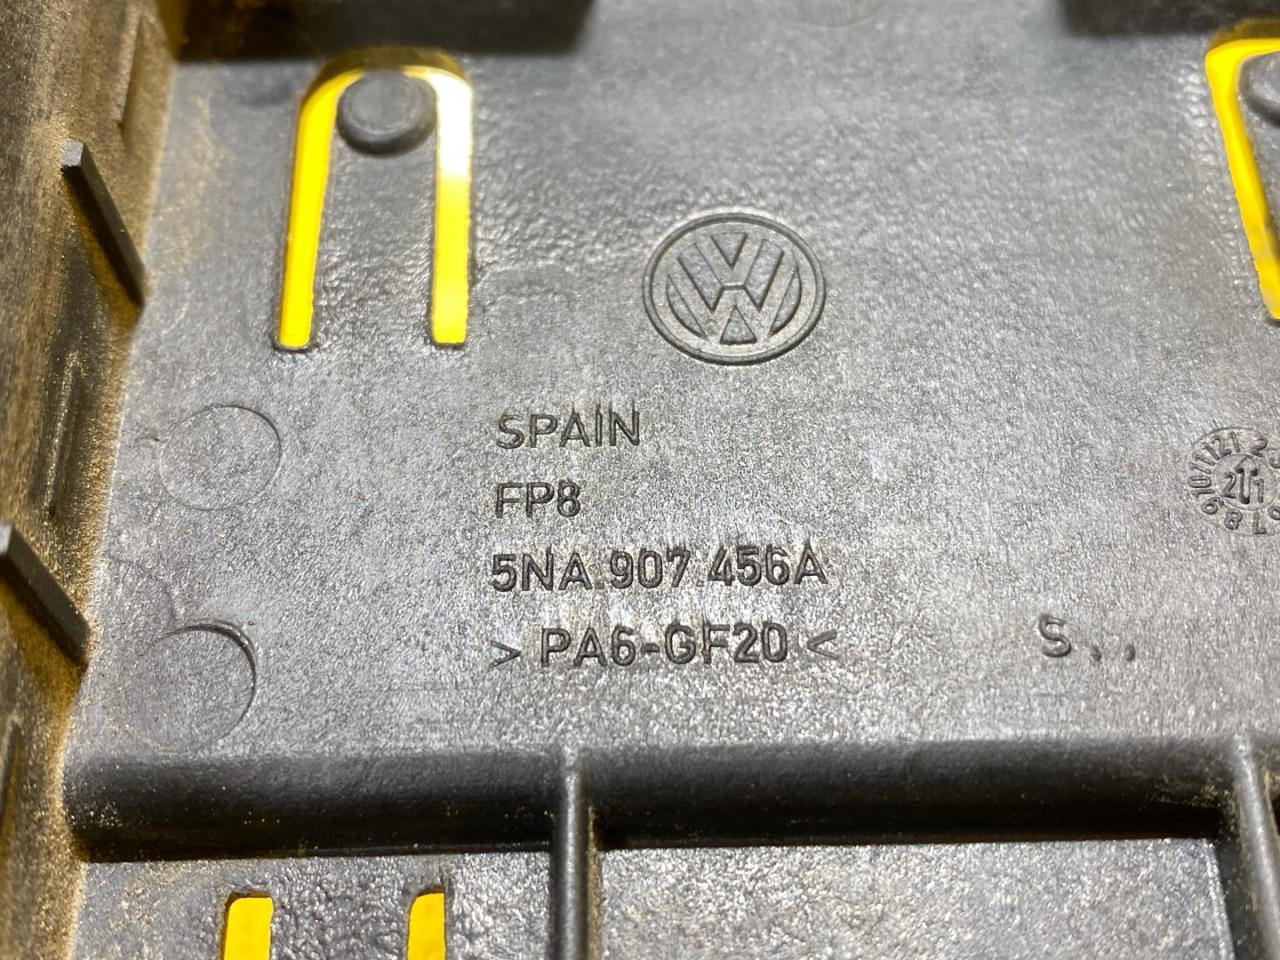 SPAIN
FP8
5NA.907.456A
>PA6-GF20<
S..